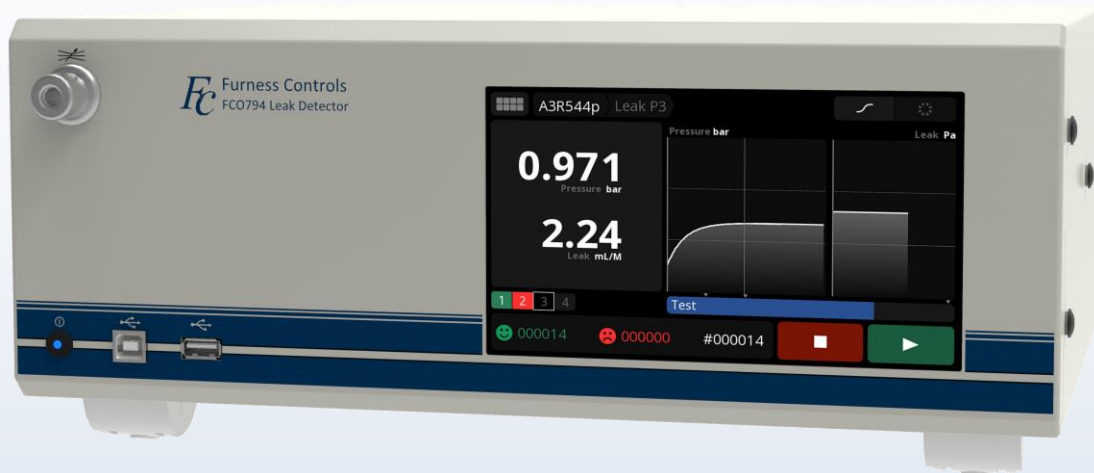 FC
Furness Controls
FCO794 Leak Detector
A3R544p Leak P3
0.971
Pressure bar
2.24
Leak mL/M
Pressure bar
Leak Pa
1 2 3 4
Test
000014 000000 #000014